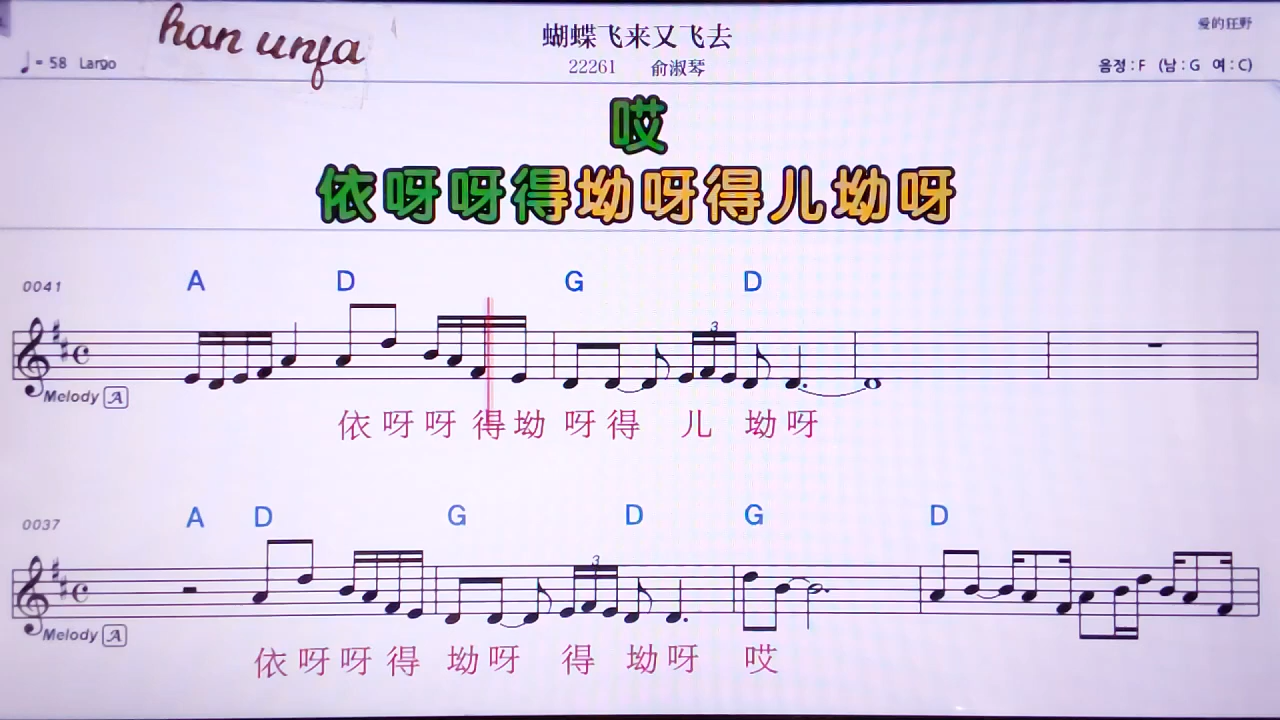 han unja
蝴蝶飞来又飞去
爱的狂野
♩= 58 Largo
22261 俞淑琴
음정 : F (남 : G 여 : C)
哎
依呀呀得坳呀得儿坳呀
0041 A D G D
3
Melody A
依呀呀得坳呀得儿坳呀
0037 A D G D G D
3
Melody A
依呀呀得坳呀得坳呀哎